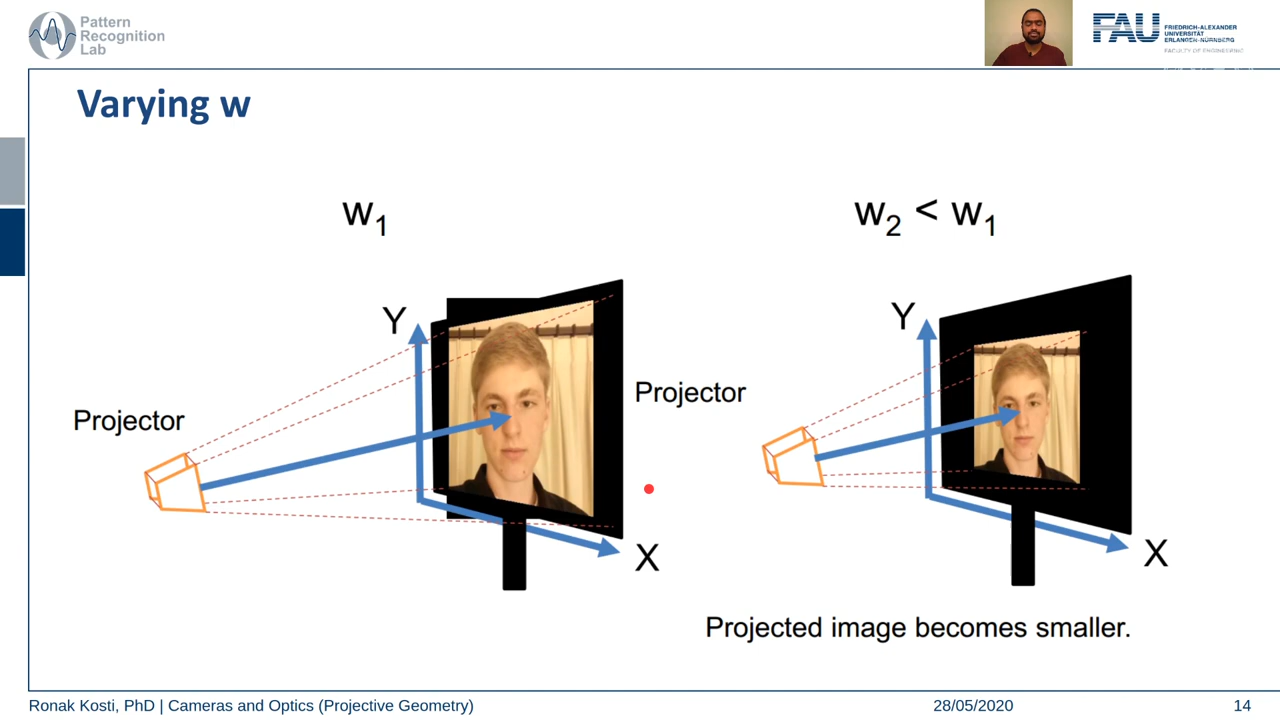 Pattern
Recognition
Lab
FAU
FRIEDRICH-ALEXANDER
UNIVERSITÄT
ERLANGEN-NÜRNBERG
FACULTY OF ENGINEERING
Varying w
w1
w2 < w1
Y
Projector
X
Y
Projector
X
Projected image becomes smaller.
Ronak Kosti, PhD | Cameras and Optics (Projective Geometry)
28/05/2020
14